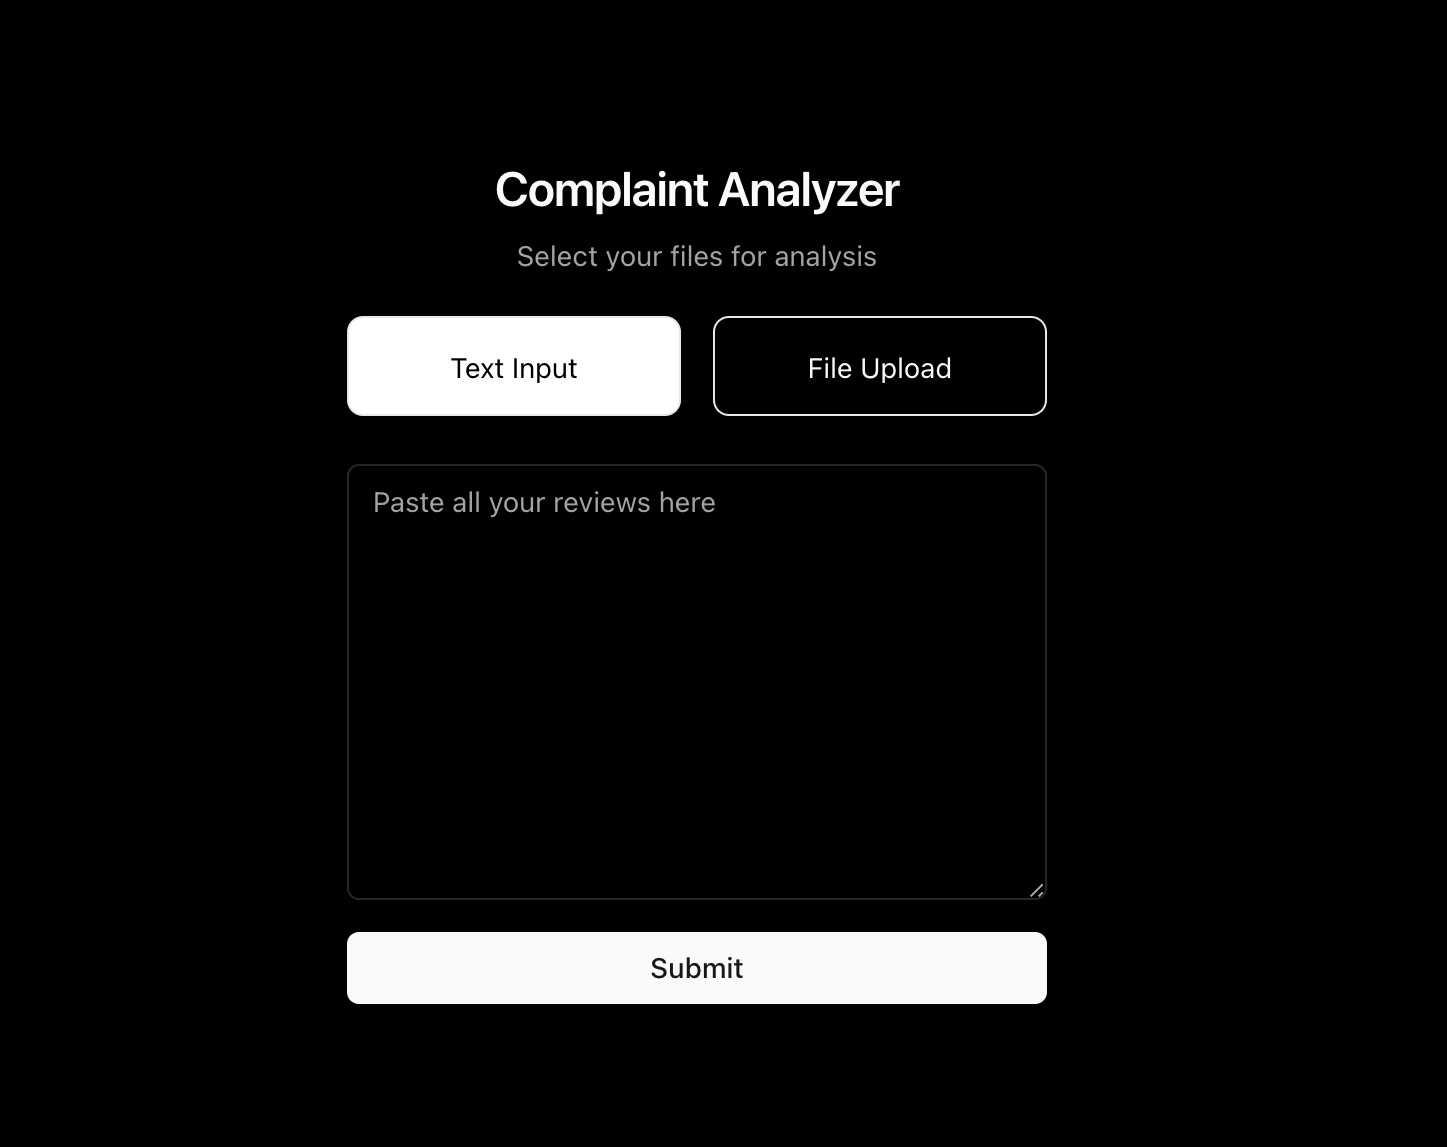 Complaint Analyzer
Select your files for analysis
Text Input
File Upload
Paste all your reviews here
Submit